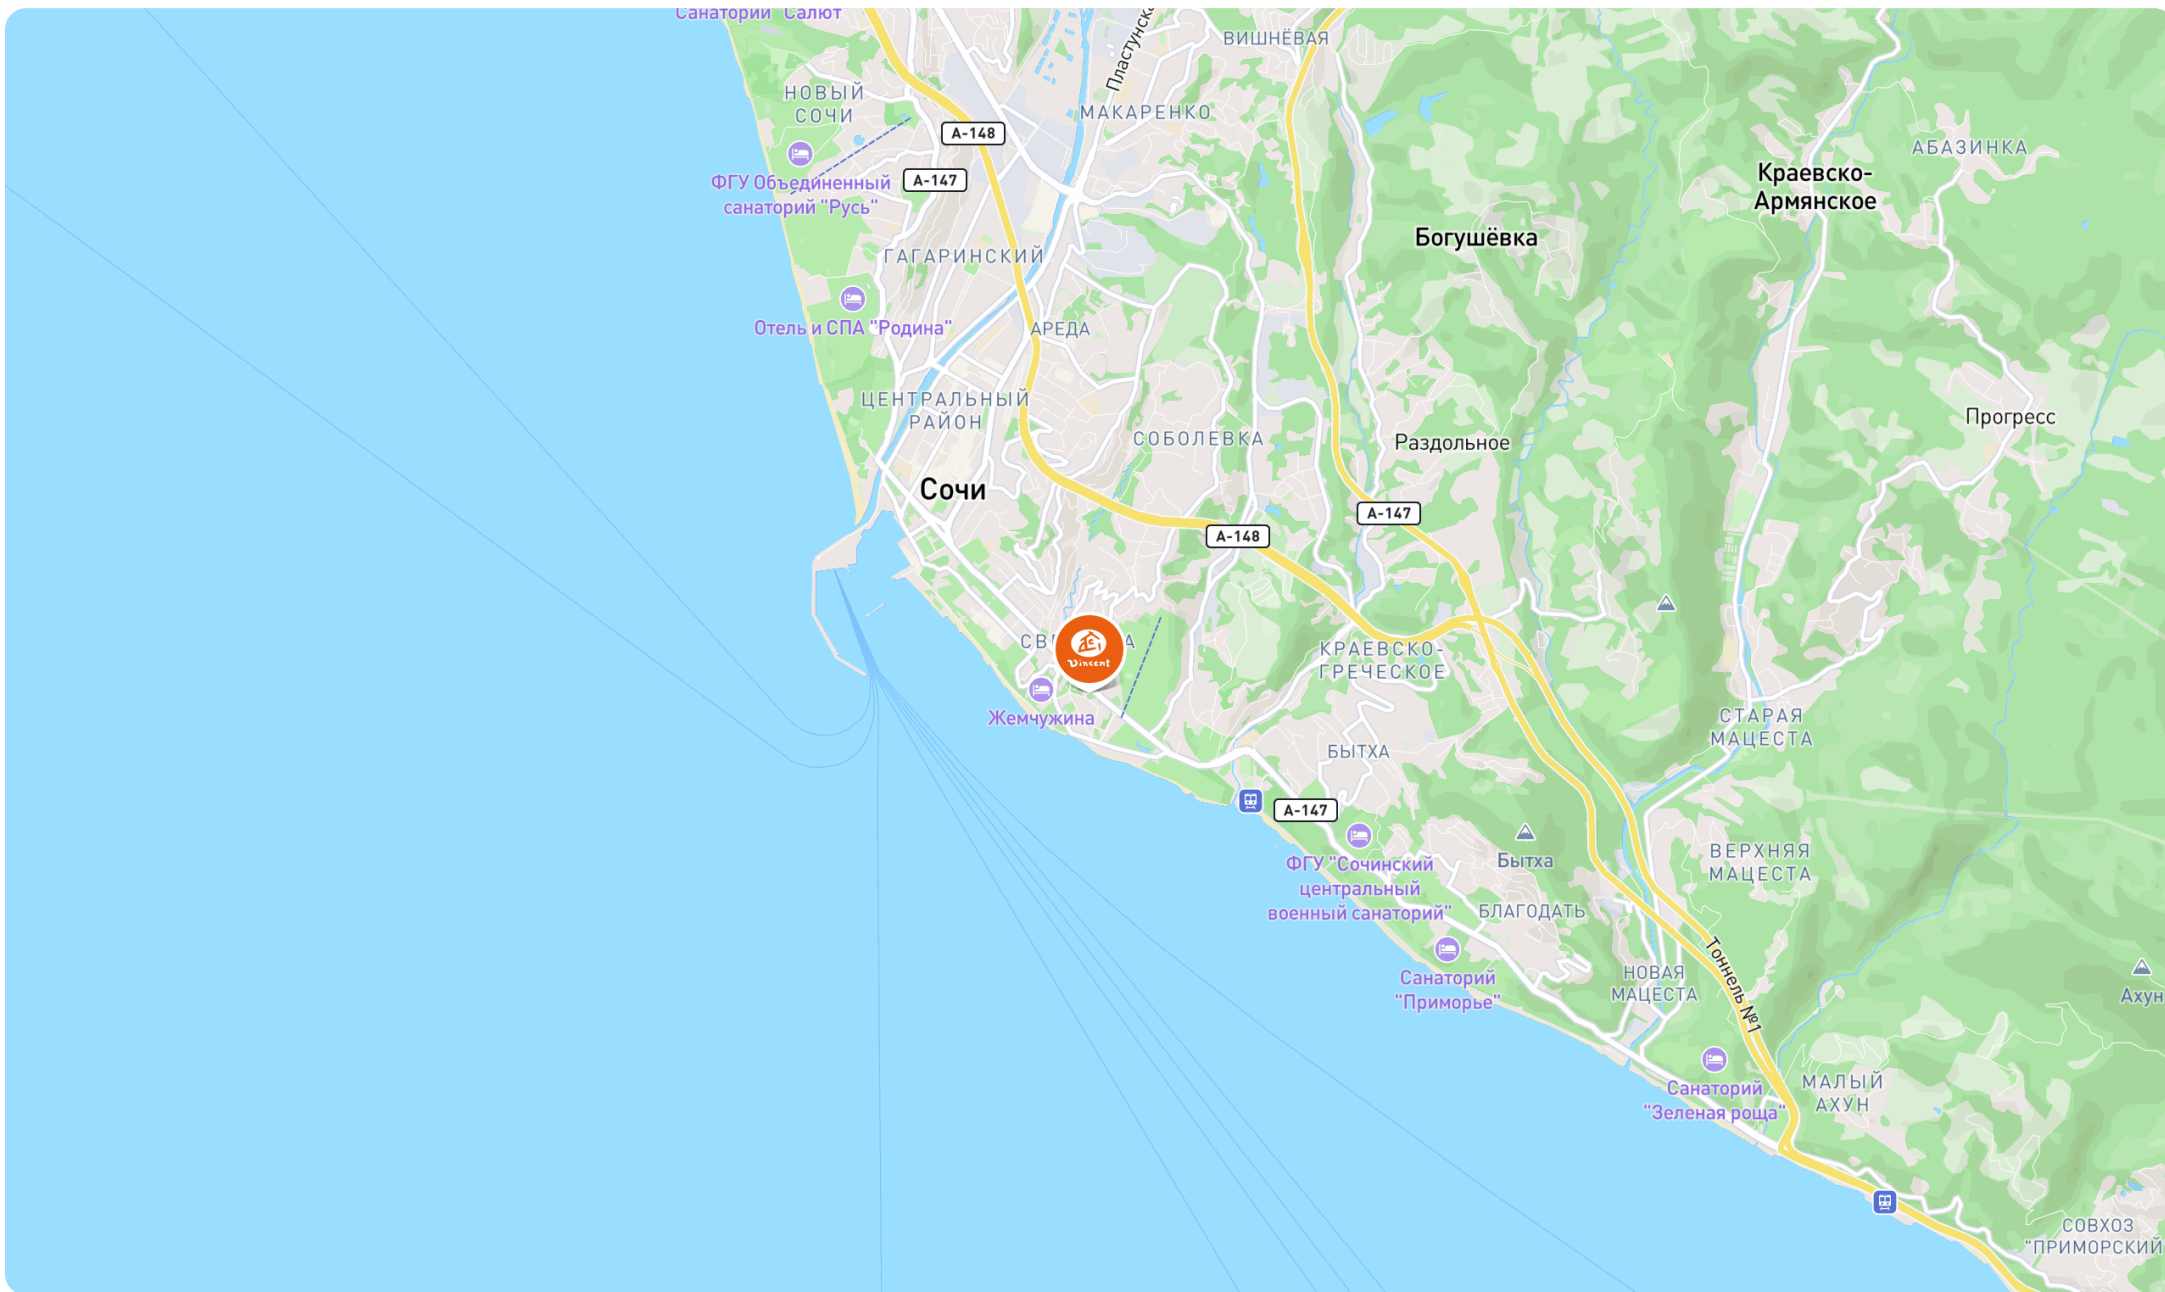 Санаторий "Салют"
Пластунска
ВИШНЁВАЯ
НОВЫЙ
СОЧИ
МАКАРЕНКО
А-148
А-147
ФГУ Объединенный
санаторий "Русь"
АБАЗИНКА
Краевско-
Армянское
Богушёвка
ГАГАРИНСКИЙ
Отель и СПА "Родина"
АРЕДА
ЦЕНТРАЛЬНЫЙ
РАЙОН
СОБОЛЕВКА
Раздольное
Прогресс
Сочи
А-147
А-148
СВЕ
А
Vincent
КРАЕВСКО-
ГРЕЧЕСКОЕ
Жемчужина
СТАРАЯ
МАЦЕСТА
БЫТХА
А-147
ФГУ "Сочинский
центральный
военный санаторий"
Бытха
ВЕРХНЯЯ
МАЦЕСТА
БЛАГОДАТЬ
Санаторий
"Приморье"
НОВАЯ
МАЦЕСТА
Тоннель №1
Ахун
Санаторий
"Зеленая роща"
МАЛЫЙ
АХУН
СОВХОЗ
"ПРИМОРСКИЙ